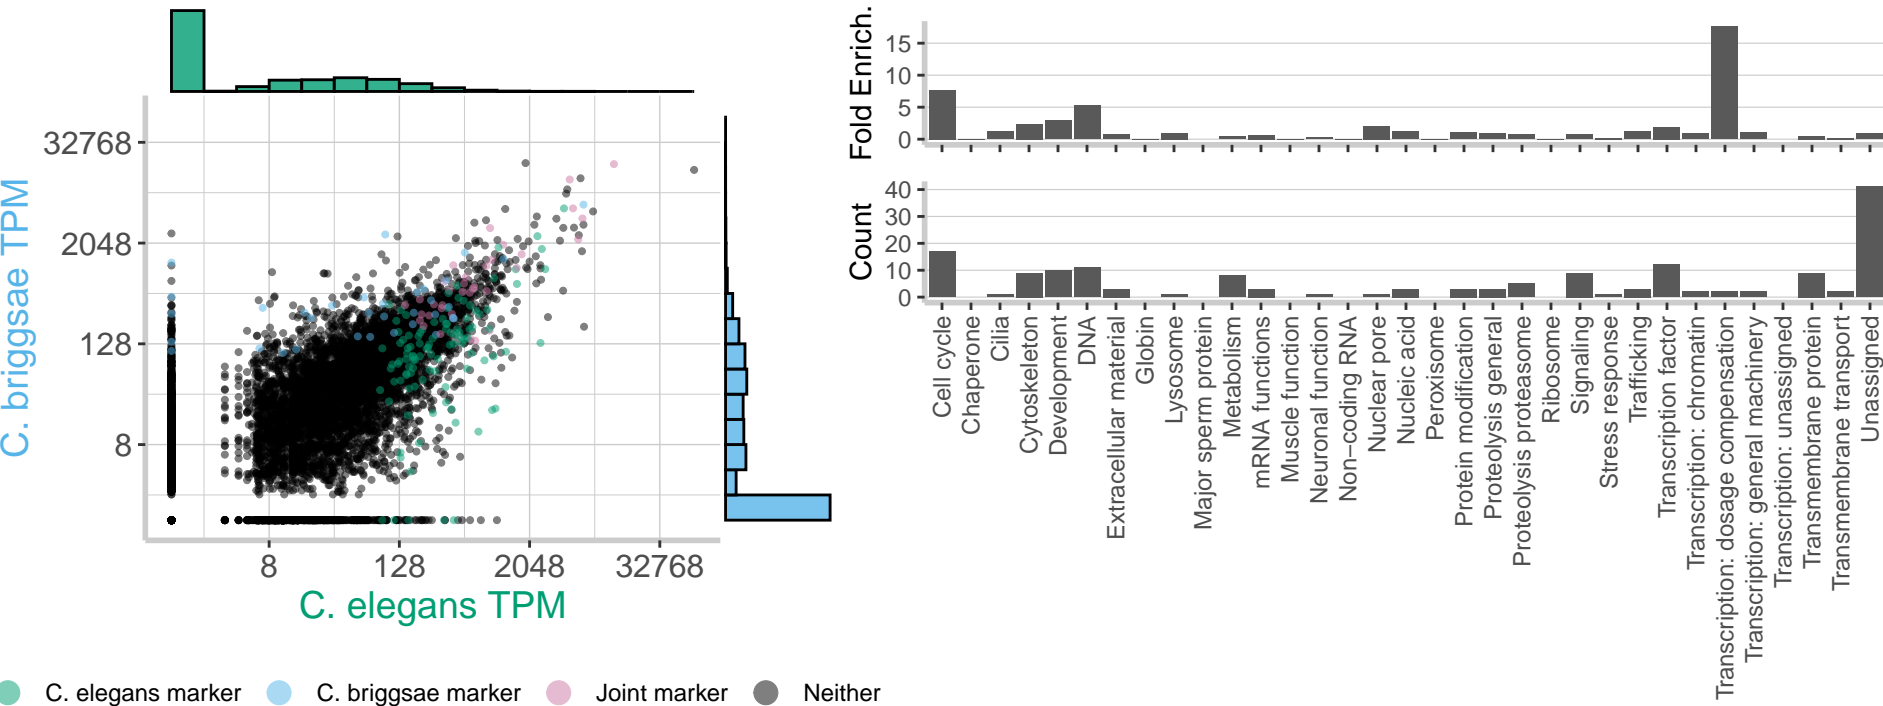 32768
2048
128
8
C. briggsae TPM
8
128
2048
32768
C. elegans TPM
C. elegans marker
C. briggsae marker
Joint marker
Neither
Fold Enrich.
15
10
5
0
Count
40
30
20
10
0
Cell cycle
Chaperone
Cilia
Cytoskeleton
Development
DNA
Extracellular material
Globin
Lysosome
Major sperm protein
Metabolism
mRNA functions
Muscle function
Neuronal function
Non−coding RNA
Nuclear pore
Nucleic acid
Peroxisome
Protein modification
Proteolysis general
Proteolysis proteasome
Ribosome
Signaling
Stress response
Trafficking
Transcription factor
Transcription: chromatin
Transcription: dosage compensation
Transcription: general machinery
Transcription: unassigned
Transmembrane protein
Transmembrane transport
Unassigned